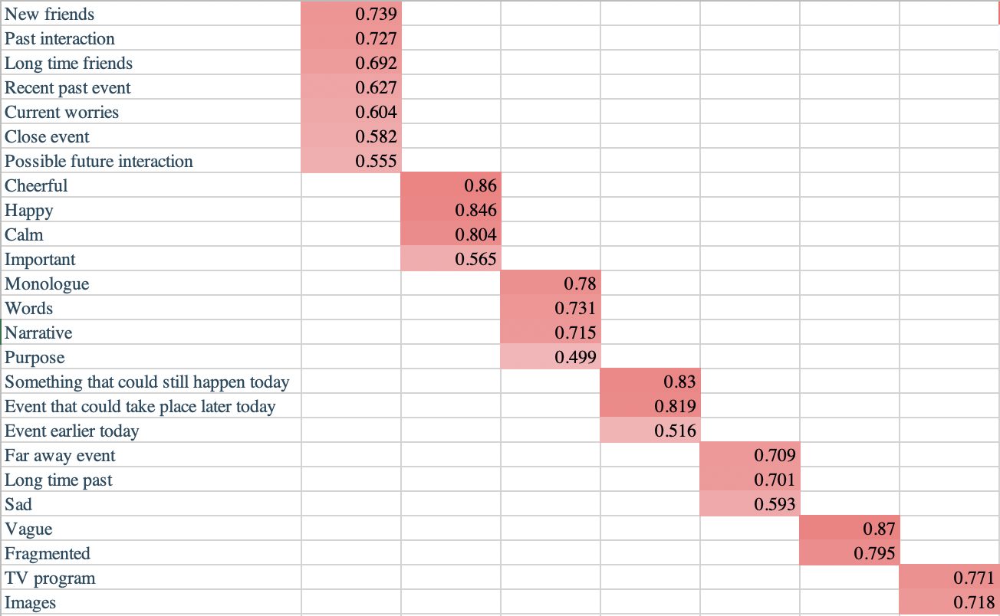 New friends 0.739
Past interaction 0.727
Long time friends 0.692
Recent past event 0.627
Current worries 0.604
Close event 0.582
Possible future interaction 0.555
Cheerful 0.86
Happy 0.846
Calm 0.804
Important 0.565
Monologue 0.78
Words 0.731
Narrative 0.715
Purpose 0.499
Something that could still happen today 0.83
Event that could take place later today 0.819
Event earlier today 0.516
Far away event 0.709
Long time past 0.701
Sad 0.593
Vague 0.87
Fragmented 0.795
TV program 0.771
Images 0.718